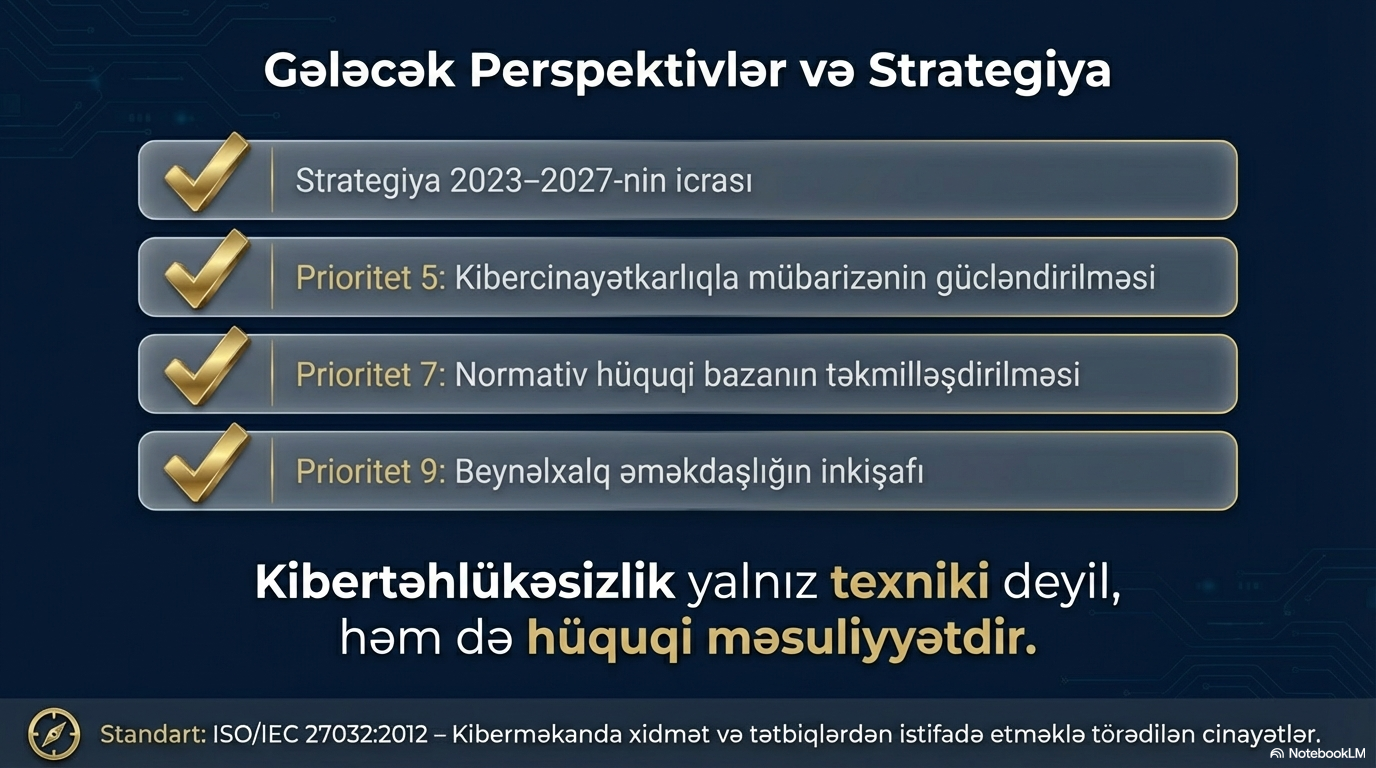 Gələcək Perspektivlər və Strategiya
Strategiya 2023–2027-nin icrası
Prioritet 5: Kibercinayətkarlıqla mübarizənin gücləndirilməsi
Prioritet 7: Normativ hüquqi bazanın təkmilləşdirilməsi
Prioritet 9: Beynəlxalq əməkdaşlığın inkişafı
Kibertəhlükəsizlik yalnız texniki deyil,
həm də hüquqi məsuliyyətdir.
Standart: ISO/IEC 27032:2012 – Kiberməkanda xidmət və tətbiqlərdən istifadə etməklə törədilən cinayətlər.
NotebookLM